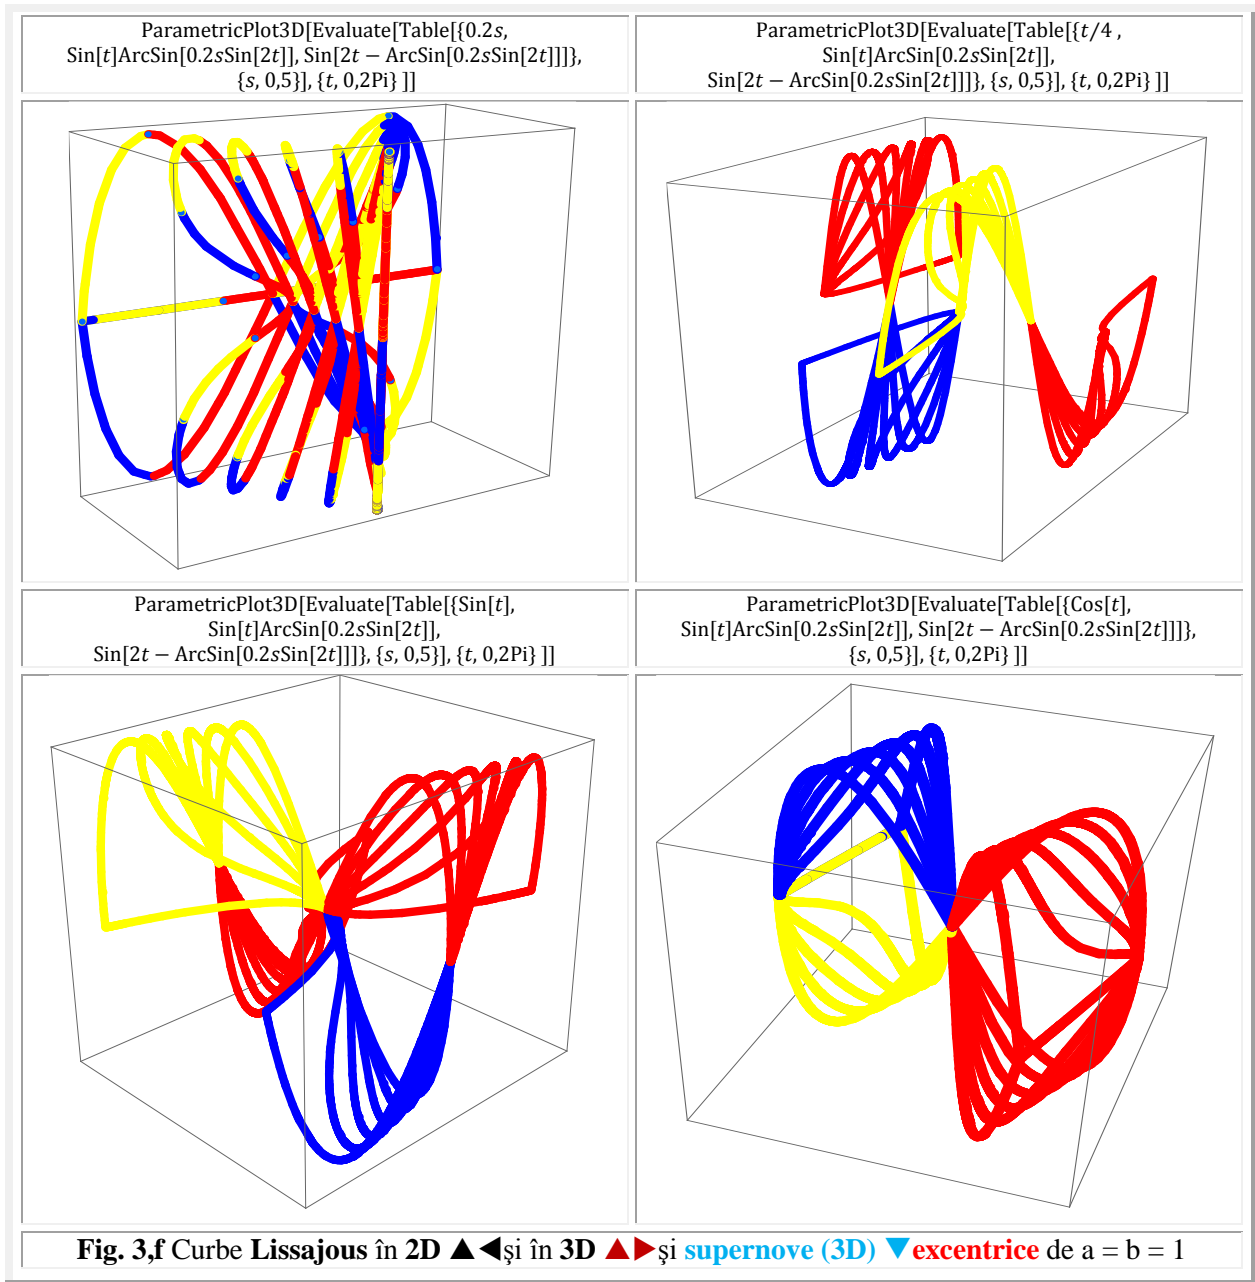 ParametricPlot3D[Evaluate[Table[{0.2s,
Sin[t]ArcSin[0.2sSin[2t]], Sin[2t − ArcSin[0.2sSin[2t]]]},
{s, 0,5}], {t, 0,2Pi} ]]
ParametricPlot3D[Evaluate[Table[{t/4 ,
Sin[t]ArcSin[0.2sSin[2t]],
Sin[2t − ArcSin[0.2sSin[2t]]]}, {s, 0,5}], {t, 0,2Pi} ]]
ParametricPlot3D[Evaluate[Table[{Sin[t],
Sin[t]ArcSin[0.2sSin[2t]],
Sin[2t − ArcSin[0.2sSin[2t]]]}, {s, 0,5}], {t, 0,2Pi} ]]
ParametricPlot3D[Evaluate[Table[{Cos[t],
Sin[t]ArcSin[0.2sSin[2t]], Sin[2t − ArcSin[0.2sSin[2t]]]},
{s, 0,5}], {t, 0,2Pi} ]]
Fig. 3,f Curbe Lissajous în 2D ▲◄şi în 3D ▲►şi supernove (3D) ▼excentrice de a = b = 1